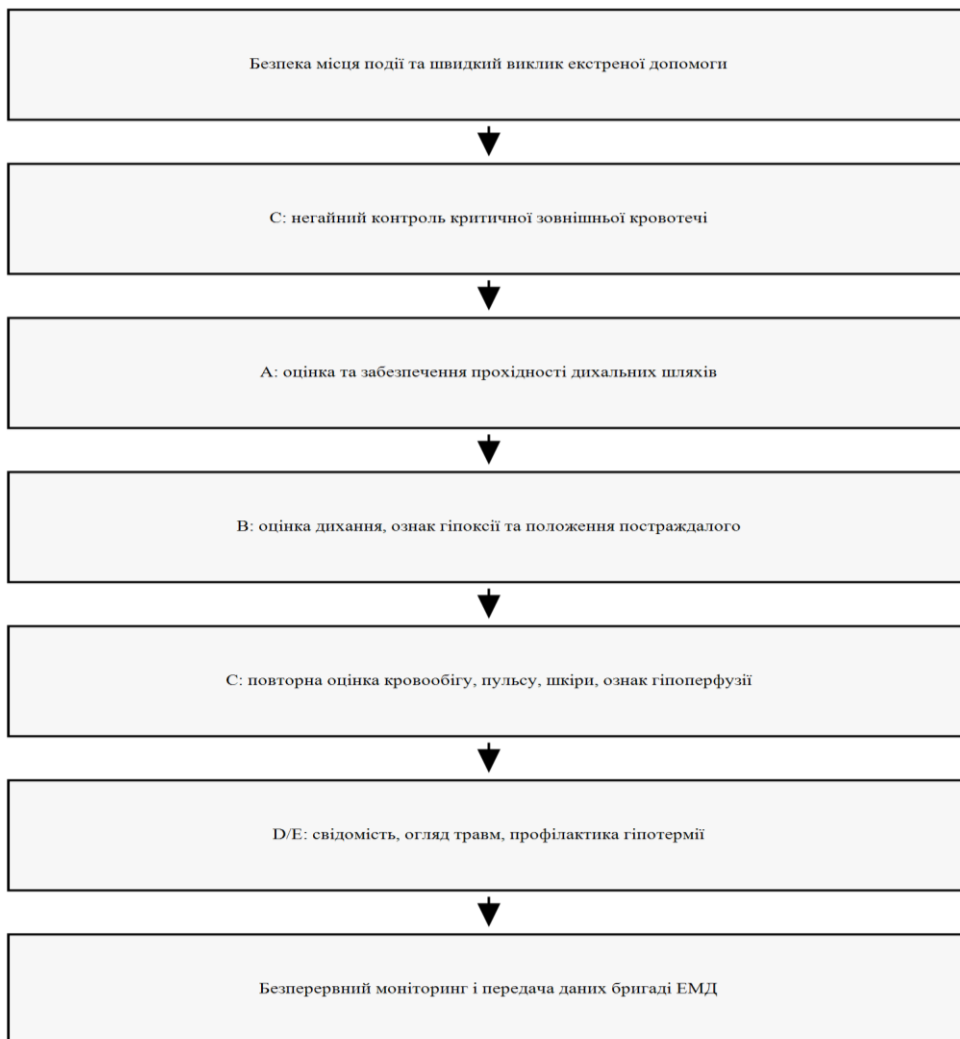 Безпека місця події та швидкий виклик екстреної допомоги
С: негайний контроль критичної зовнішньої кровотечі
А: оцінка та забезпечення прохідності дихальних шляхів
В: оцінка дихання, ознак гіпоксії та положення постраждалого
С: повторна оцінка кровообігу, пульсу, шкіри, ознак гіпоперфузії
D/E: свідомість, огляд травм, профілактика гіпотермії
Безперервний моніторинг і передача даних бригаді ЕМД